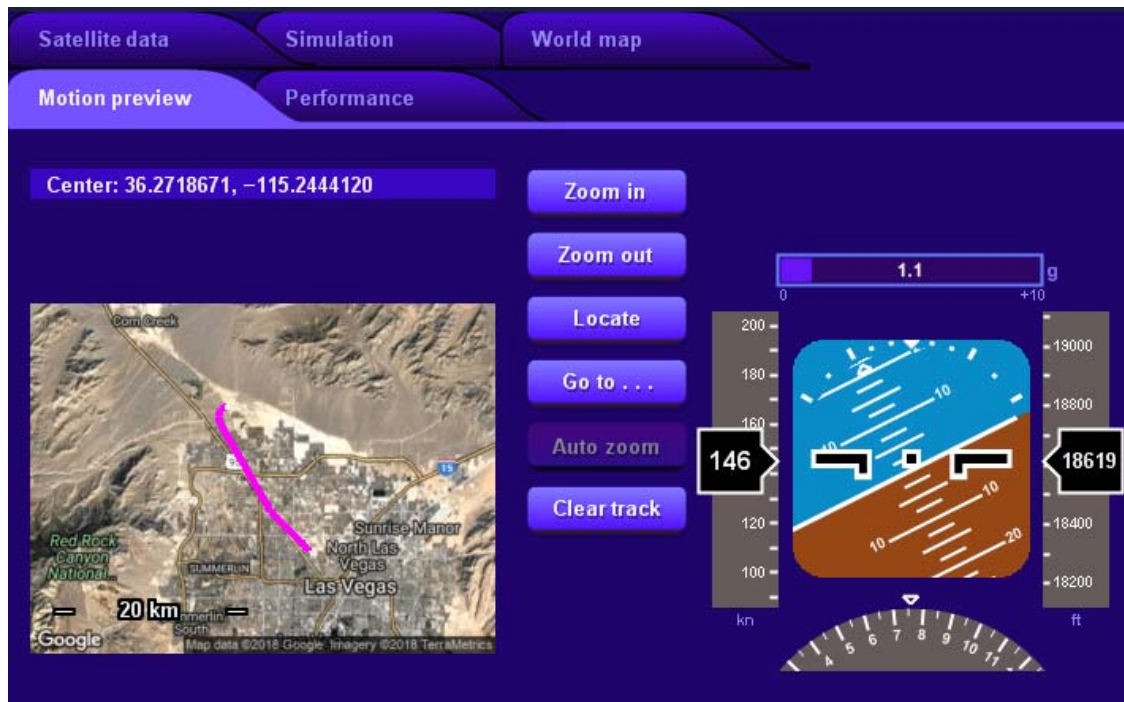 Satellite data
Simulation
World map
Motion preview
Performance
Center: 36.2718671, −115.2444120
Zoom in
Zoom out
Locate
Go to . . .
Auto zoom
Clear track
1.1
g
0
+10
Corn Creek
95
15
Sunrise Manor
North Las
Vegas
Las Vegas
SUMMERLIN
Red Rock
Canyon
National...
20 km
South
Google
Map data ©2018 Google Imagery ©2018 TerraMetrics
200
180
160
146
120
100
kn
10
10
10
10
20
19000
18800
18619
18400
18200
ft
4
5
6
7
8
9
10
11